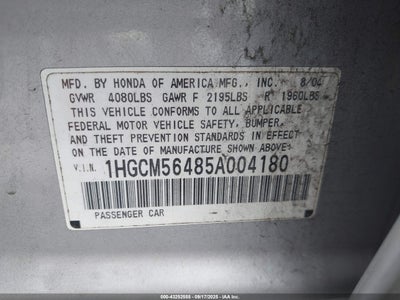 MFD. BY HONDA OF AMERICA MFG., INC. 8/04
GVWR 4080LBS GAWR F 2195LBS R 1960LBS
THIS VEHICLE CONFORMS TO ALL APPLICABLE
FEDERAL MOTOR VEHICLE SAFETY, BUMPER,
AND THEFT PREVENTION STANDARDS IN EFFECT
ON THE DATE OF MANUFACTURE SHOWN ABOVE.
V.I.N. 1HGCM56485A004180
PASSENGER CAR
600-43252585 - 09/17/2025 - IAA Inc.